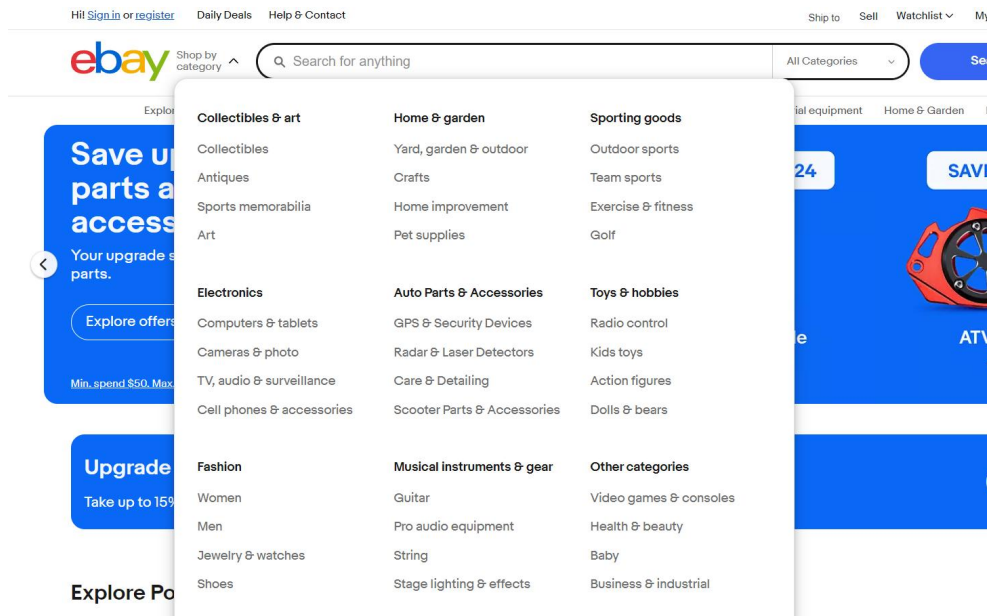 Hi! Sign in or register Daily Deals Help & Contact Ship to Sell Watchlist My
ebay Shop by category Search for anything All Categories Se
Explor ial equipment Home & Garden
Save up
parts a
access
Your upgrade s
parts.
Explore offers
Min. spend $50. Max.
24
SAVE
e
ATV
Collectibles & art
Collectibles
Antiques
Sports memorabilia
Art
Home & garden
Yard, garden & outdoor
Crafts
Home improvement
Pet supplies
Sporting goods
Outdoor sports
Team sports
Exercise & fitness
Golf
Electronics
Computers & tablets
Cameras & photo
TV, audio & surveillance
Cell phones & accessories
Auto Parts & Accessories
GPS & Security Devices
Radar & Laser Detectors
Care & Detailing
Scooter Parts & Accessories
Toys & hobbies
Radio control
Kids toys
Action figures
Dolls & bears
Fashion
Women
Men
Jewelry & watches
Shoes
Musical instruments & gear
Guitar
Pro audio equipment
String
Stage lighting & effects
Other categories
Video games & consoles
Health & beauty
Baby
Business & industrial
Upgrade
Take up to 15%
Explore Po